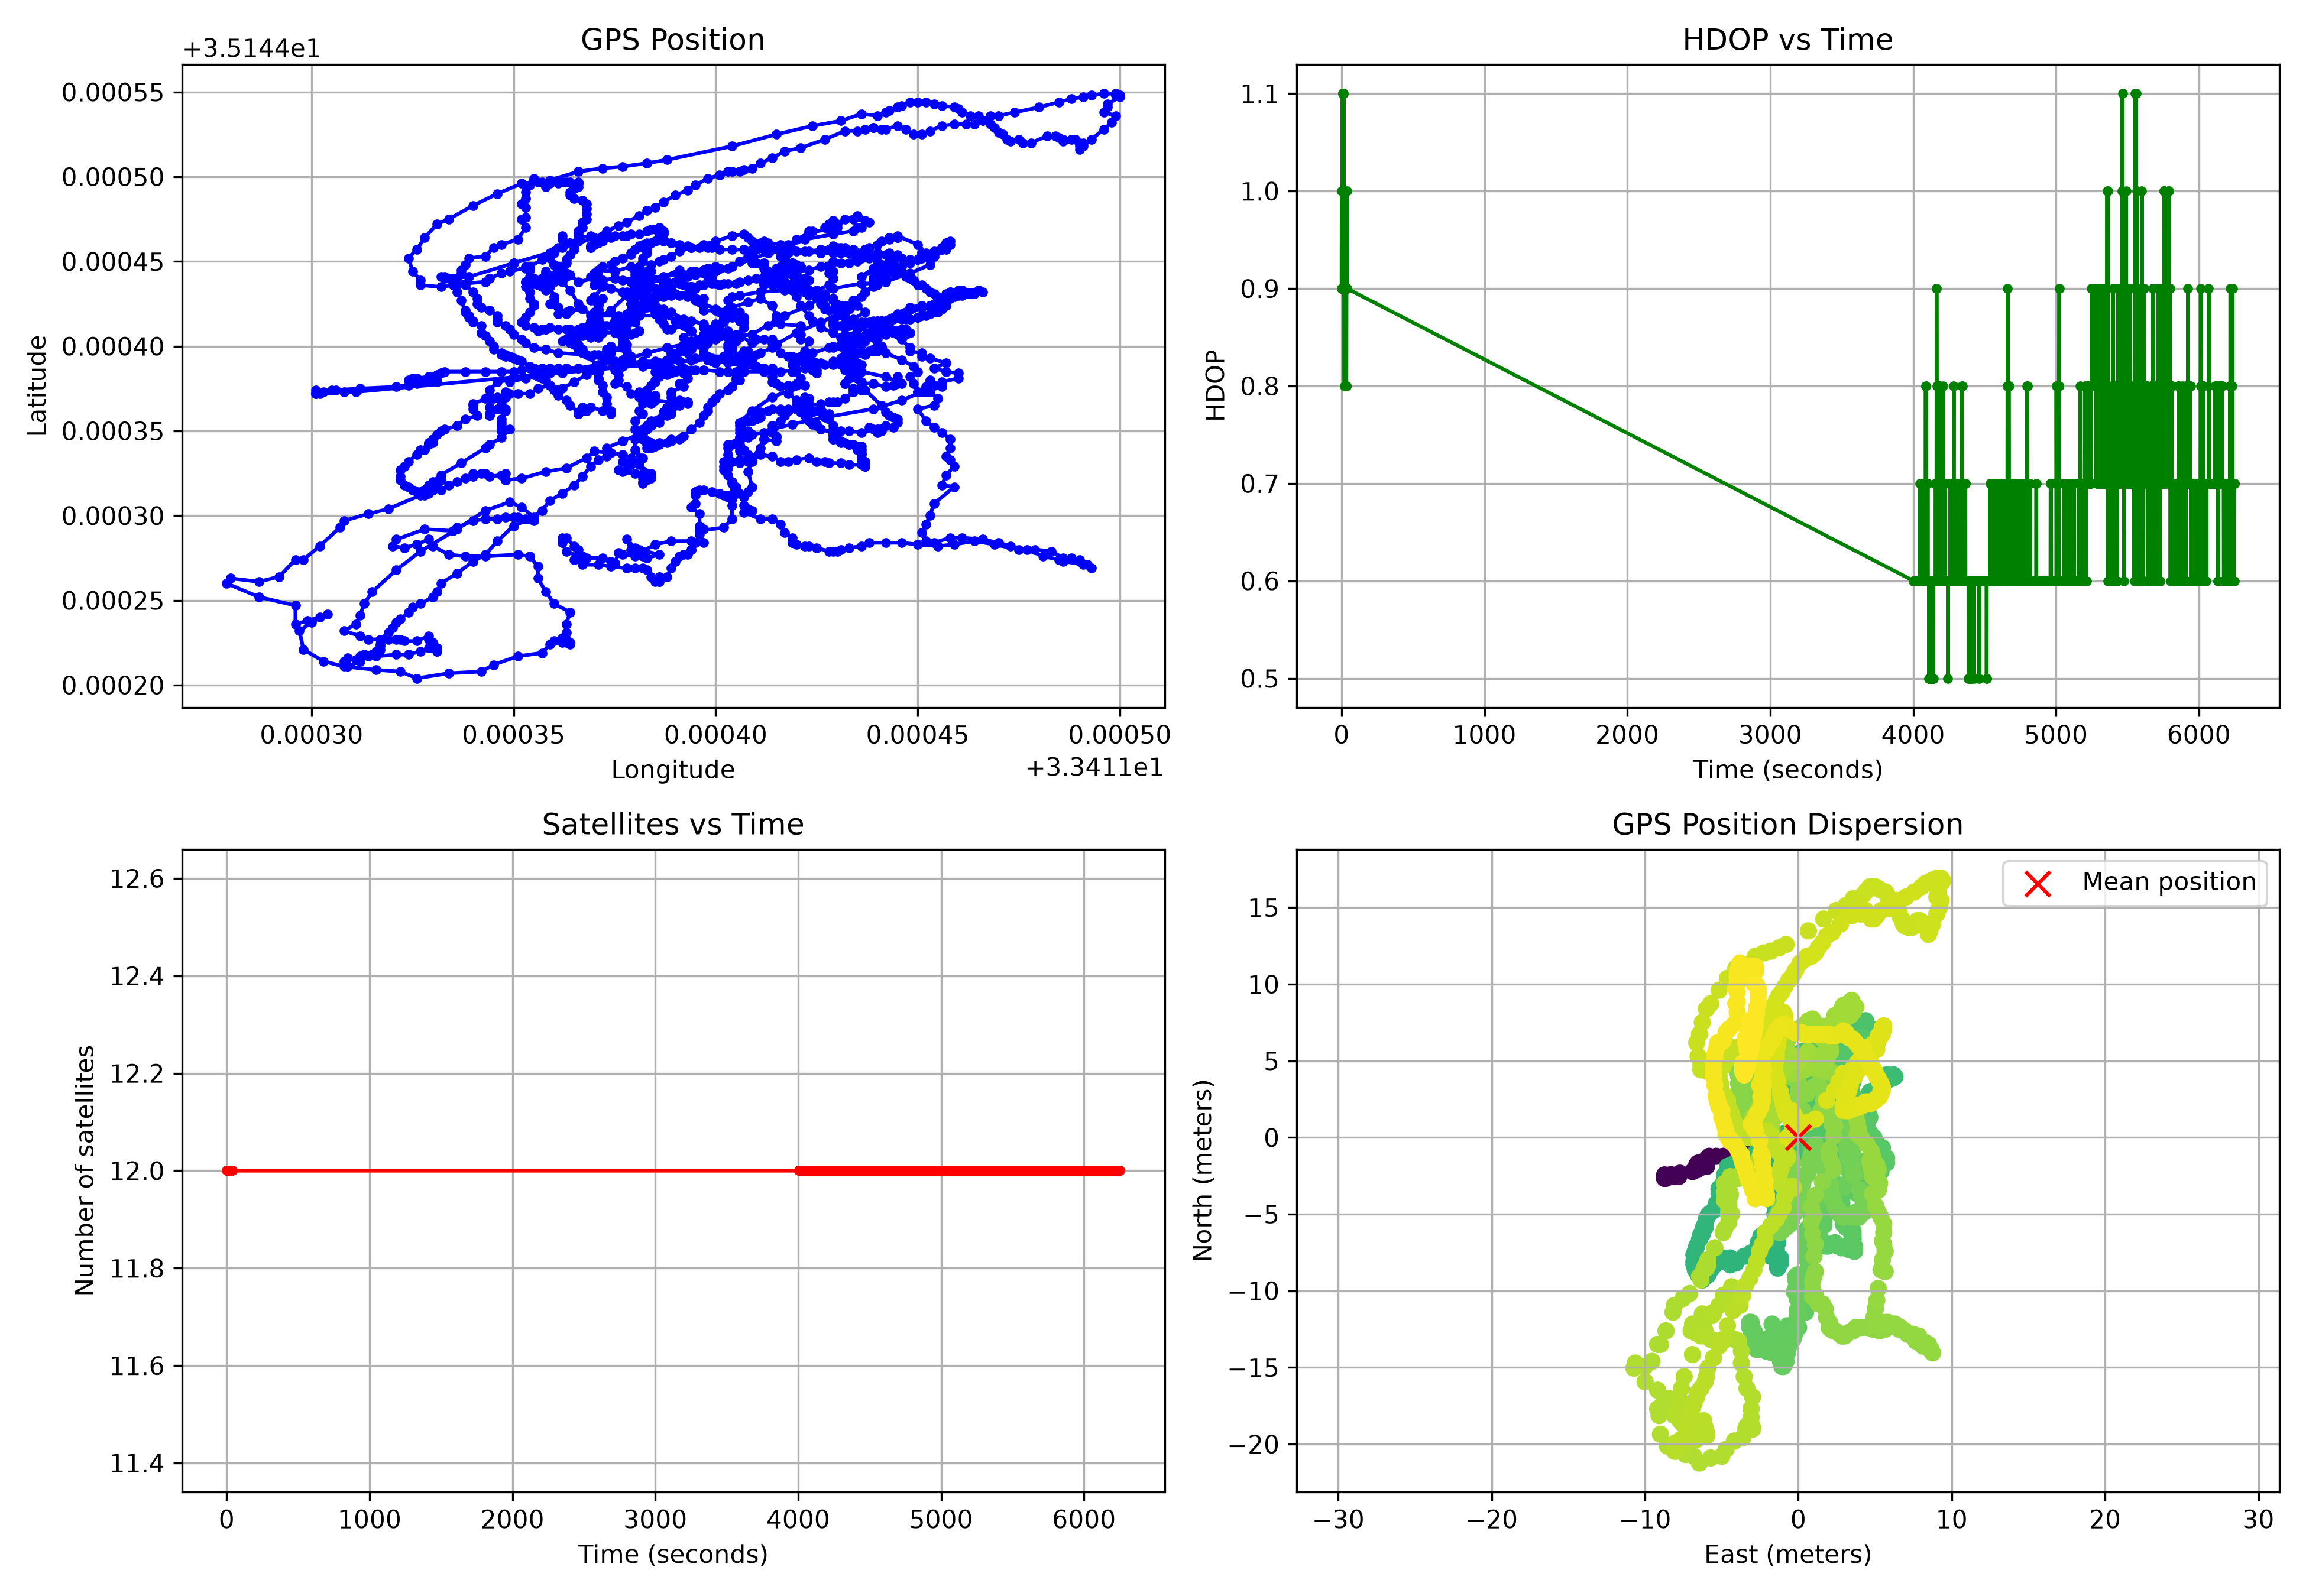 GPS Position
+3.5144e1
0.00055
0.00050
0.00045
0.00040
0.00035
0.00030
0.00025
0.00020
Latitude
0.00030 0.00035 0.00040 0.00045 0.00050
Longitude
+3.3411e1
HDOP vs Time
1.1
1.0
0.9
0.8
0.7
0.6
0.5
HDOP
0 1000 2000 3000 4000 5000 6000
Time (seconds)
Satellites vs Time
12.6
12.4
12.2
12.0
11.8
11.6
11.4
Number of satellites
0 1000 2000 3000 4000 5000 6000
Time (seconds)
GPS Position Dispersion
Mean position
15
10
5
0
−5
−10
−15
−20
North (meters)
−30 −20 −10 0 10 20 30
East (meters)